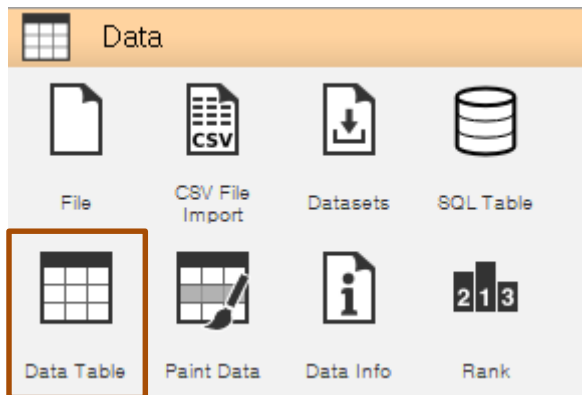 Data
CSV
File
CSV File
Import
Datasets
SQL Table
i
2 1 3
Data Table
Paint Data
Data Info
Rank